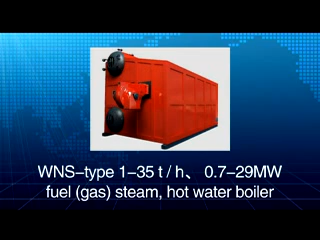 WNS-type 1-35 t / h、 0.7-29MW
fuel (gas) steam, hot water boiler